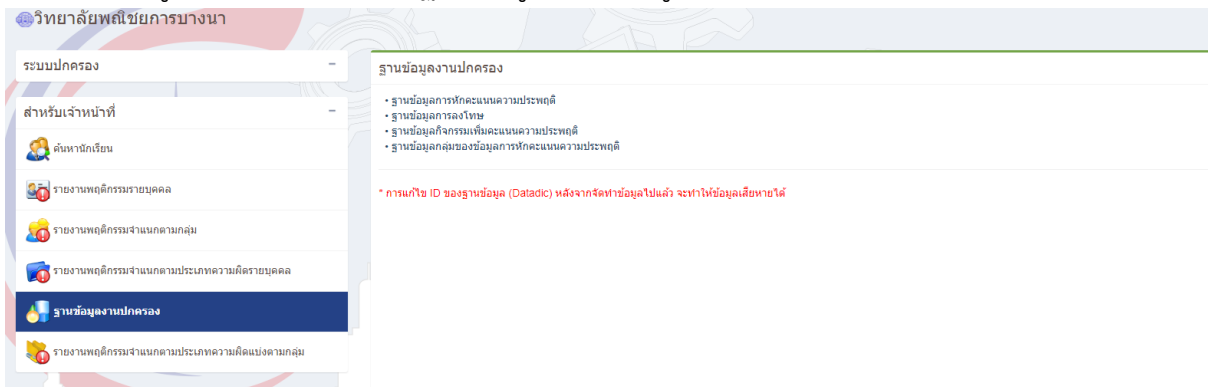 วิทยาลัยพณิชยการบางนา
ระบบปกครอง
สำหรับเจ้าหน้าที่
ค้นหานักเรียน
รายงานพฤติกรรมรายบุคคล
รายงานพฤติกรรมจำแนกตามกลุ่ม
รายงานพฤติกรรมจำแนกตามประเภทความผิดรายบุคคล
ฐานข้อมูลงานปกครอง
รายงานพฤติกรรมจำแนกตามประเภทความผิดแบ่งตามกลุ่ม
ฐานข้อมูลงานปกครอง
• ฐานข้อมูลการหักคะแนนความประพฤติ
• ฐานข้อมูลการลงโทษ
• ฐานข้อมูลกิจกรรมเพิ่มคะแนนความประพฤติ
• ฐานข้อมูลกลุ่มของข้อมูลการหักคะแนนความประพฤติ
* การแก้ไข ID ของฐานข้อมูล (Datadic) หลังจากจัดทำข้อมูลไปแล้ว จะทำให้ข้อมูลเสียหายได้